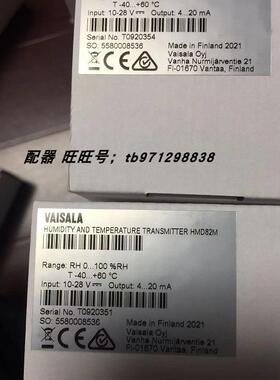 T -40...+60 °C
Input: 10-28 V Output: 4...20 mA
Serial No: T0920354
SO: 5580008536
Made in Finland 2021
Vaisala Oyj
Vanha Nurmijärventie 21
FI-01670 Vantaa, Finland
配器 旺旺号；tb971298838
VAISALA
HUMIDITY AND TEMPERATURE TRANSMITTER HMD82M
Range: RH 0...100 %RH
T -40...+60 °C
Input: 10-28 V Output: 4...20 mA
Serial No: T0920351
SO: 5580008536
Made in Finland 2021
Vaisala Oyj
Vanha Nurmijärventie 21
FI-01670 Vantaa, Finland